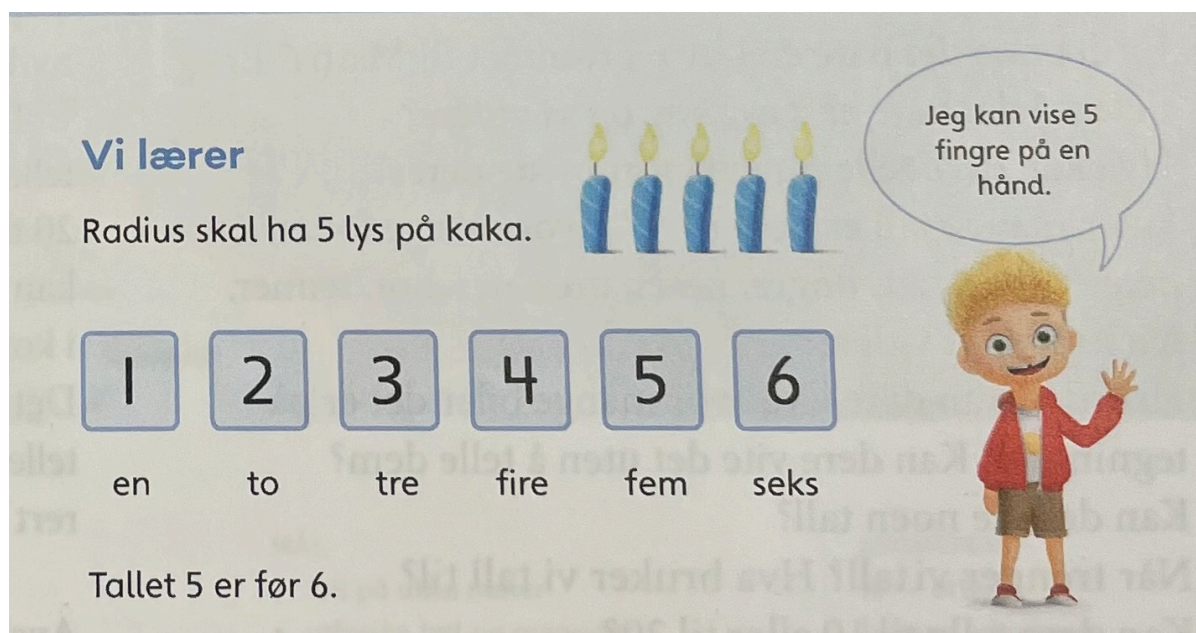 Vi lærer
Radius skal ha 5 lys på kaka.
Jeg kan vise 5
fingre på en
hånd.
1 2 3 4 5 6
en to tre fire fem seks
Tallet 5 er før 6.